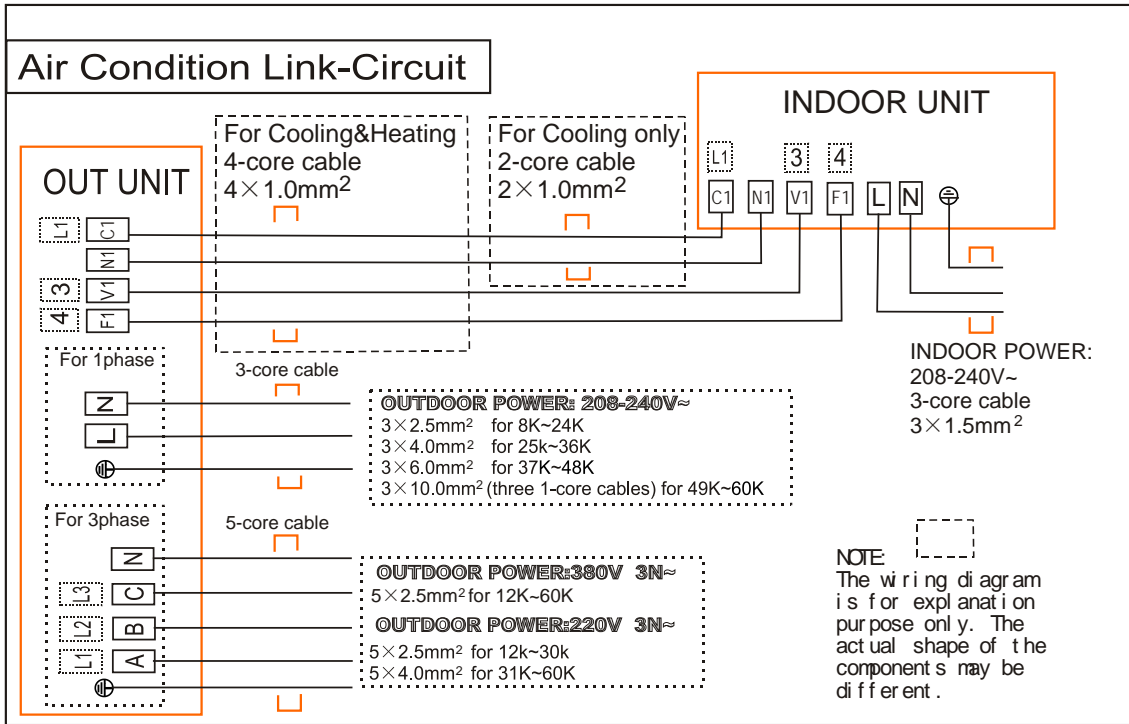 Air Condition Link-Circuit
OUT UNIT
L1 C1
N1
3 V1
4 F1
For Cooling&Heating
4-core cable
4×1.0mm²
For Cooling only
2-core cable
2×1.0mm²
INDOOR UNIT
L1 3 4
C1 N1 V1 F1 L N
INDOOR POWER:
208-240V~
3-core cable
3×1.5mm²
For 1phase
N
L
3-core cable
OUTDOOR POWER: 208-240V~
3×2.5mm² for 8K~24K
3×4.0mm² for 25k~36K
3×6.0mm² for 37K~48K
3×10.0mm² (three 1-core cables) for 49K~60K
For 3phase
N
L3 C
L2 B
L1 A
5-core cable
OUTDOOR POWER:380V 3N≈
5×2.5mm² for 12K~60K
OUTDOOR POWER:220V 3N≈
5×2.5mm² for 12k~30k
5×4.0mm² for 31K~60K
NOTE:
The wiring diagram
is for explanation
purpose only. The
actual shape of the
components may be
different.